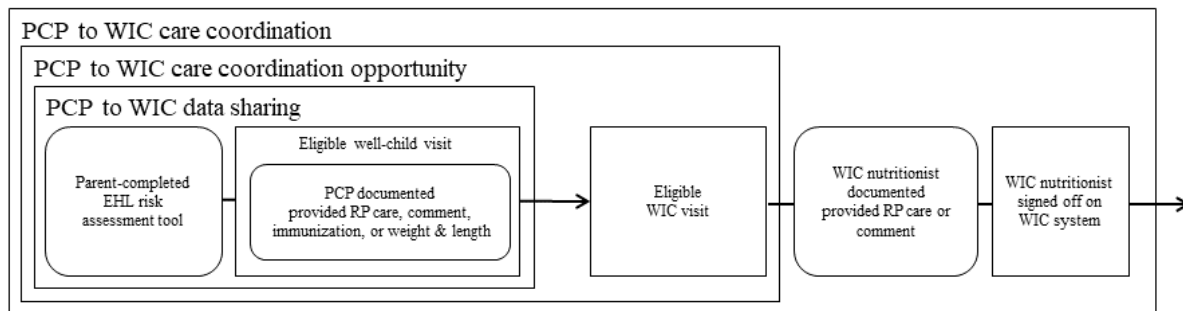 PCP to WIC care coordination
PCP to WIC care coordination opportunity
PCP to WIC data sharing
Parent-completed
EHL risk
assessment tool
Eligible well-child visit
PCP documented
provided RP care, comment,
immunization, or weight & length
Eligible
WIC visit
WIC nutritionist
documented
provided RP care or
comment
WIC nutritionist
signed off on
WIC system